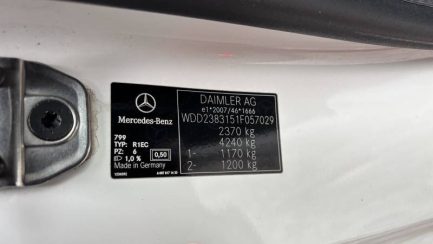 DAIMLER AG
e1*2007/46*1666
WDD2383151F057029
2370 kg
4240 kg
1- 1170 kg
2- 1200 kg
Mercedes-Benz
799
TYP: R1EC
PZ: 6
1,0 % 0,50
Made in Germany